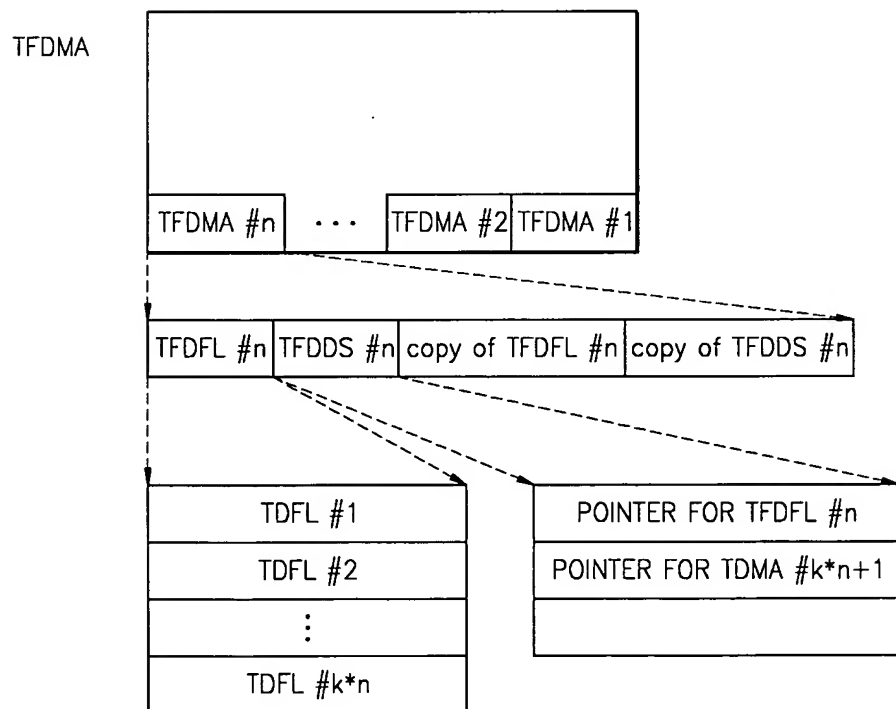 TFDMA
TFDMA #n ··· TFDMA #2 TFDMA #1
TFDFL #n TFDDS #n copy of TFDFL #n copy of TFDDS #n
TDFL #1
TDFL #2
⋮
TDFL #k*n
POINTER FOR TFDFL #n
POINTER FOR TDMA #k*n+1